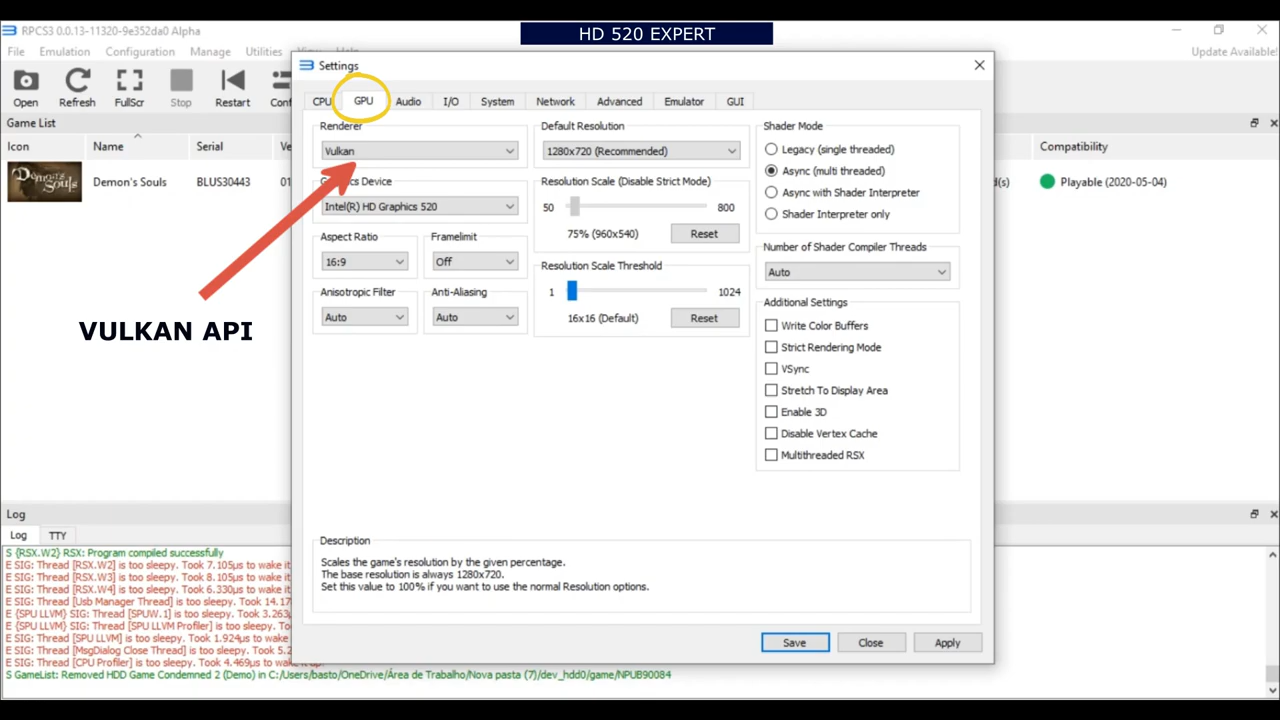 RPCS3 0.0.13-11320-9e352da0 Alpha
HD 520 EXPERT
File Emulation Configuration Manage Utilities View Help
Update Available!
Open Refresh FullScr Stop Restart
Game List
Icon Name Serial
Demon's Souls BLUS30443 01
Compatibility
Playable (2020-05-04)
Settings
CPU GPU Audio I/O System Network Advanced Emulator GUI
Renderer
Vulkan
Intel(R) HD Graphics 520
Aspect Ratio Framelimit
16:9 Off
Anisotropic Filter Anti-Aliasing
Auto Auto
Default Resolution
1280x720 (Recommended)
Resolution Scale (Disable Strict Mode)
50 800
75% (960x540) Reset
Resolution Scale Threshold
1 1024
16x16 (Default) Reset
Shader Mode
Legacy (single threaded)
Async (multi threaded)
Async with Shader Interpreter
Shader Interpreter only
Number of Shader Compiler Threads
Auto
Additional Settings
Write Color Buffers
Strict Rendering Mode
VSync
Stretch To Display Area
Enable 3D
Disable Vertex Cache
Multithreaded RSX
VULKAN API
Description
Scales the game's resolution by the given percentage.
The base resolution is always 1280x720.
Set this value to 100% if you want to use the normal Resolution options.
Save Close Apply
Log
Log TTY
S {RSX.W2} RSX: Program compiled successfully
E SIG: Thread [RSX.W2] is too sleepy. Took 7.105µs to wake it
E SIG: Thread [RSX.W3] is too sleepy. Took 8.105µs to wake it
E SIG: Thread [RSX.W4] is too sleepy. Took 6.330µs to wake it
E SIG: Thread [Usb Manager Thread] is too sleepy. Took 14.17
E {SPU LLVM} SIG: Thread [SPUW.1] is too sleepy. Took 3.263µ
E SIG: Thread [SPU LLVM Profiler] is too sleepy. Took
E SIG: Thread [SPU LLVM] is too sleepy. Took 1.924µs to wake
E SIG: Thread [MsgDialog Close Thread] is too sleepy. Took 5.2
E SIG: Thread [CPU Profiler] is too sleepy. Took 4.469µs to wake it up.
S GameList: Removed HDD Game Condemned 2 (Demo) in C:/Users/basto/OneDrive/Área de Trabalho/Nova pasta (7)/dev_hdd0/game/NPUB90084